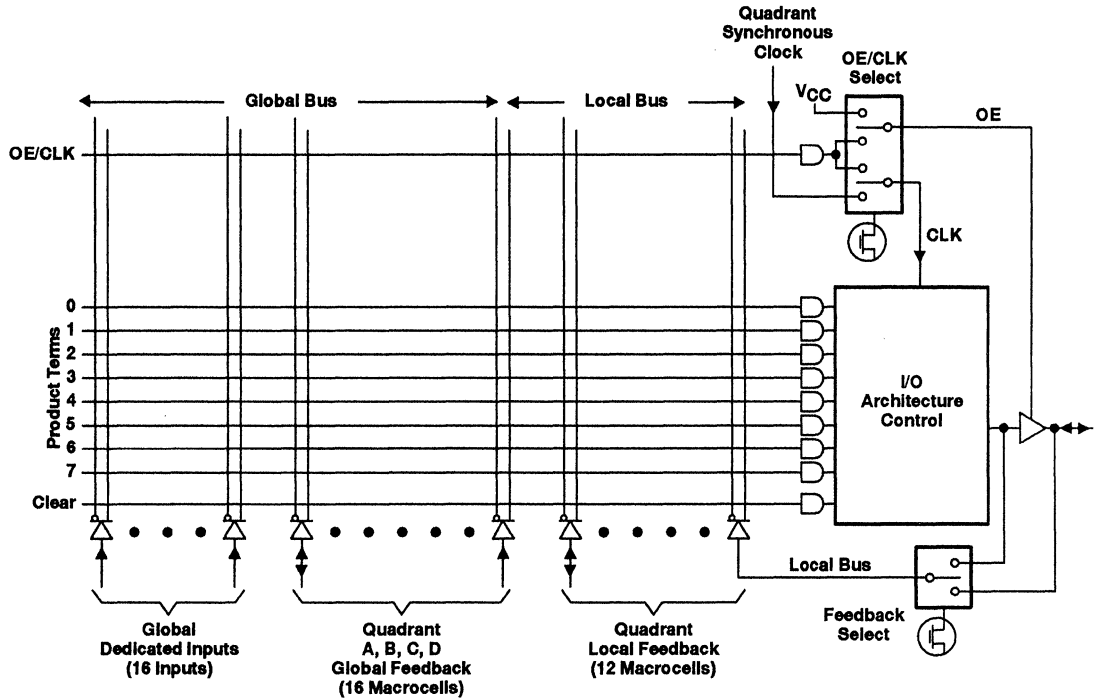 Quadrant
Synchronous
Clock
OE/CLK
Select
Global Bus
Local Bus
VCC
OE
OE/CLK
CLK
Product Terms
0
1
2
3
4
5
6
7
Clear
I/O
Architecture
Control
Local Bus
Feedback
Select
Global
Dedicated Inputs
(16 Inputs)
Quadrant
A, B, C, D
Global Feedback
(16 Macrocells)
Quadrant
Local Feedback
(12 Macrocells)